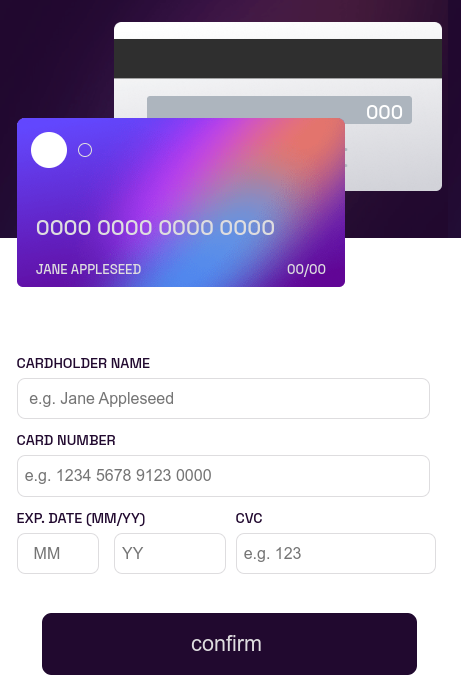 000
0000 0000 0000 0000
JANE APPLESEED 00/00
CARDHOLDER NAME
e.g. Jane Appleseed
CARD NUMBER
e.g. 1234 5678 9123 0000
EXP. DATE (MM/YY) CVC
MM YY e.g. 123
confirm